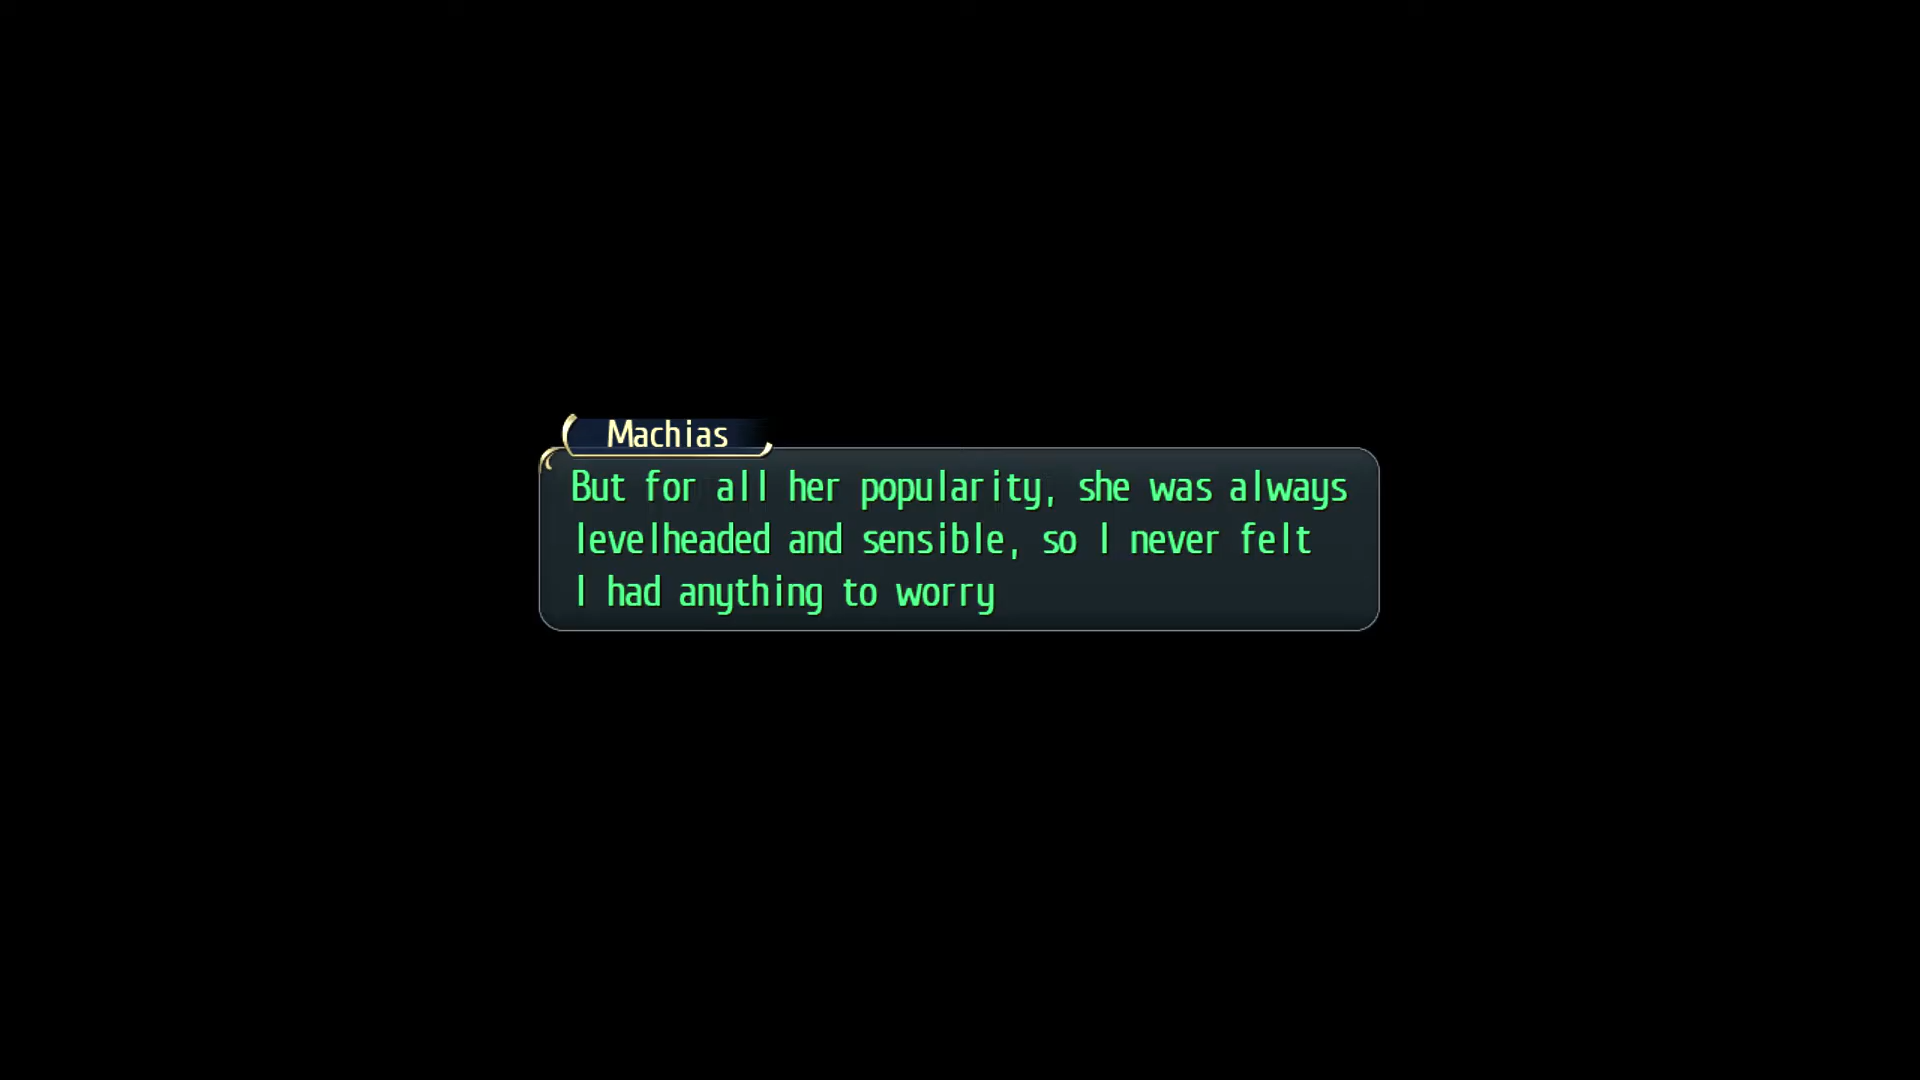 Machias
But for all her popularity, she was always
levelheaded and sensible, so I never felt
I had anything to worry